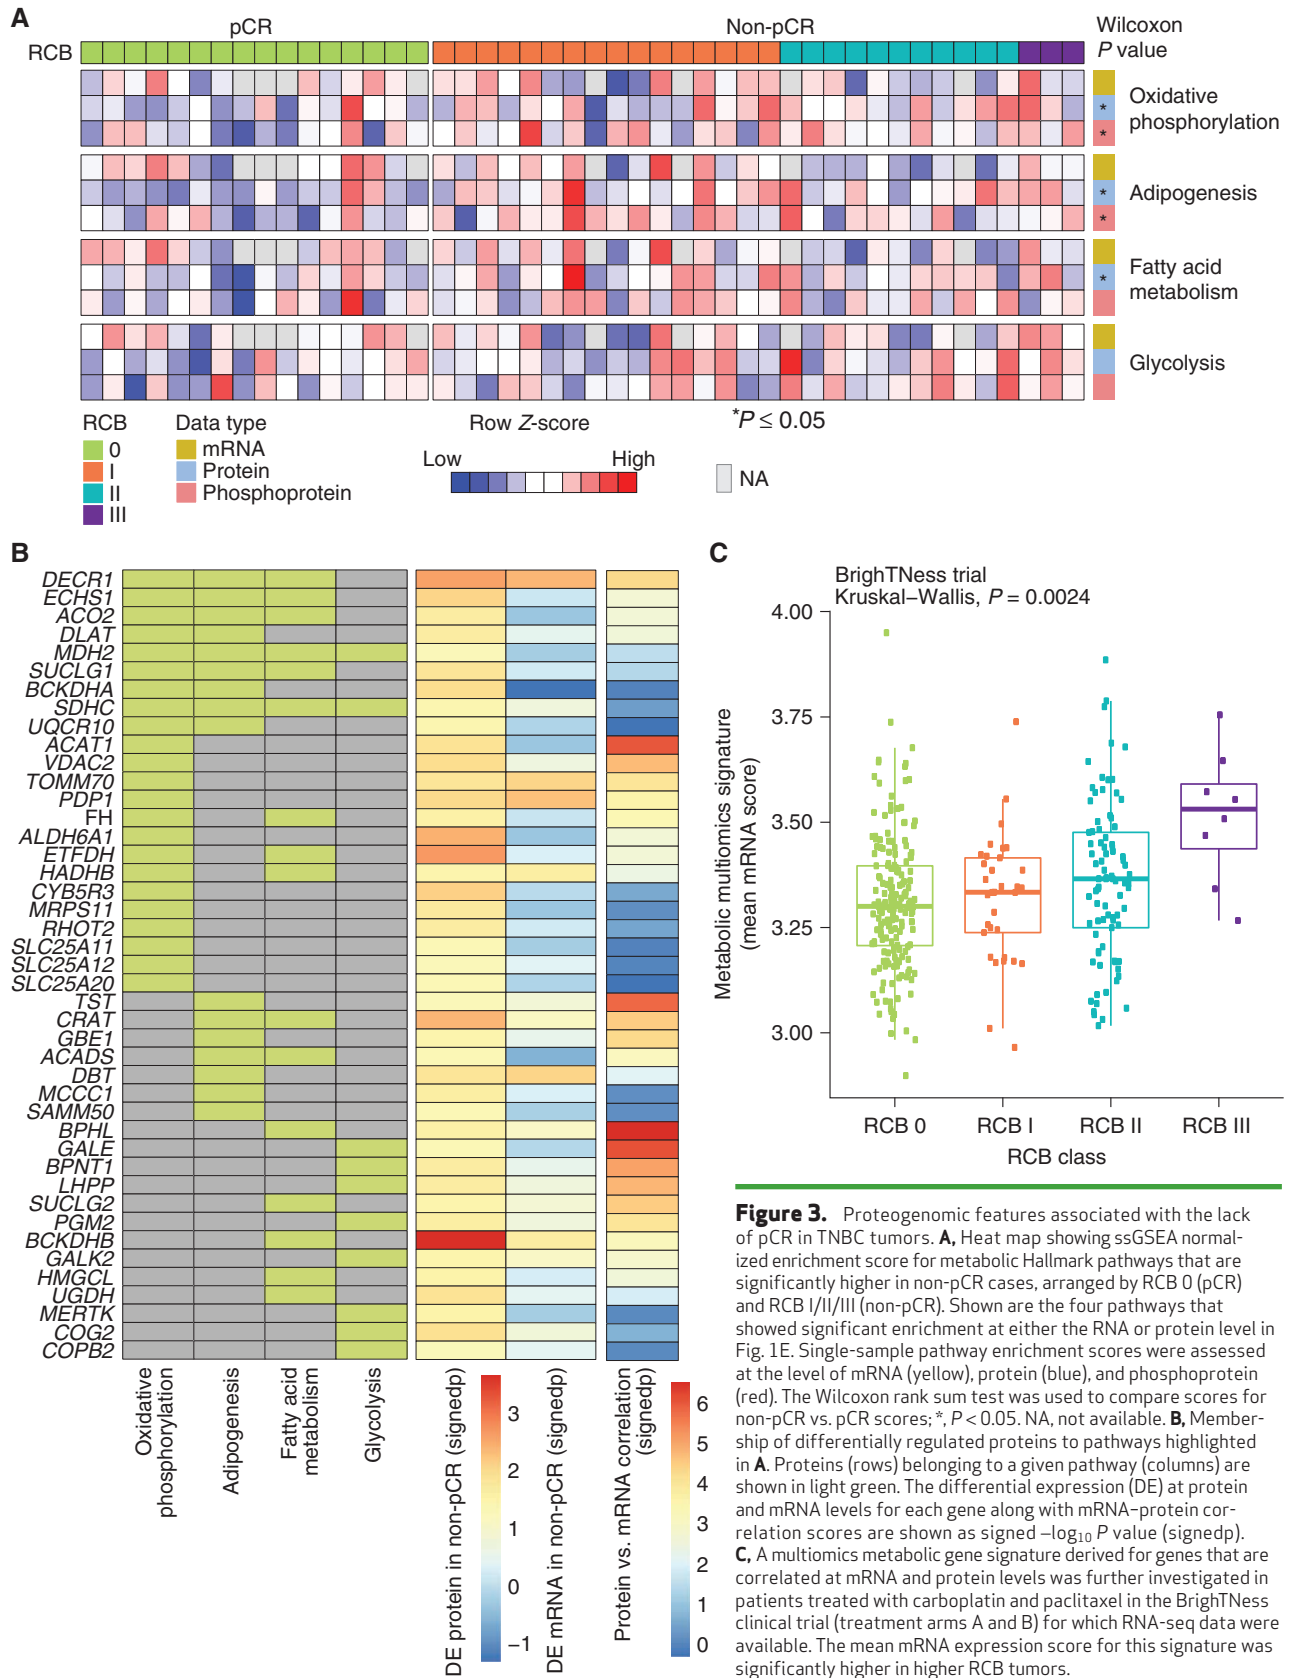 A
pCR
Non-pCR
Wilcoxon
P value
RCB
*
*
Oxidative
phosphorylation
*
*
Adipogenesis
*
Fatty acid
metabolism
Glycolysis
RCB
0
I
II
III
Data type
mRNA
Protein
Phosphoprotein
Row Z-score
Low
High
*P ≤ 0.05
NA
B
DECR1
ECHS1
ACO2
DLAT
MDH2
SUCLG1
BCKDHA
SDHC
UQCR10
ACAT1
VDAC2
TOMM70
PDP1
FH
ALDH6A1
ETFDH
HADHB
CYB5R3
MRPS11
RHOT2
SLC25A11
SLC25A12
SLC25A20
TST
CRAT
GBE1
ACADS
DBT
MCCC1
SAMM50
BPHL
GALE
BPNT1
LHPP
SUCLG2
PGM2
BCKDHB
GALK2
HMGCL
UGDH
MERTK
COG2
COPB2
Oxidative
phosphorylation
Adipogenesis
Fatty acid
metabolism
Glycolysis
DE protein in non-pCR (signedp)
3
2
1
0
−1
DE mRNA in non-pCR (signedp)
Protein vs. mRNA correlation
(signedp)
6
5
4
3
2
1
0
C
BrighTNess trial
Kruskal–Wallis, P = 0.0024
Metabolic multiomics signature
(mean mRNA score)
4.00
3.75
3.50
3.25
3.00
RCB 0
RCB I
RCB II
RCB III
RCB class
Figure 3. Proteogenomic features associated with the lack
of pCR in TNBC tumors. A, Heat map showing ssGSEA normal-
ized enrichment score for metabolic Hallmark pathways that are
significantly higher in non-pCR cases, arranged by RCB 0 (pCR)
and RCB I/II/III (non-pCR). Shown are the four pathways that
showed significant enrichment at either the RNA or protein level in
Fig. 1E. Single-sample pathway enrichment scores were assessed
at the level of mRNA (yellow), protein (blue), and phosphoprotein
(red). The Wilcoxon rank sum test was used to compare scores for
non-pCR vs. pCR scores; *, P < 0.05. NA, not available. B, Member-
ship of differentially regulated proteins to pathways highlighted
in A. Proteins (rows) belonging to a given pathway (columns) are
shown in light green. The differential expression (DE) at protein
and mRNA levels for each gene along with mRNA–protein cor-
relation scores are shown as signed –log10 P value (signedp).
C, A multiomics metabolic gene signature derived for genes that are
correlated at mRNA and protein levels was further investigated in
patients treated with carboplatin and paclitaxel in the BrighTNess
clinical trial (treatment arms A and B) for which RNA-seq data were
available. The mean mRNA expression score for this signature was
significantly higher in higher RCB tumors.